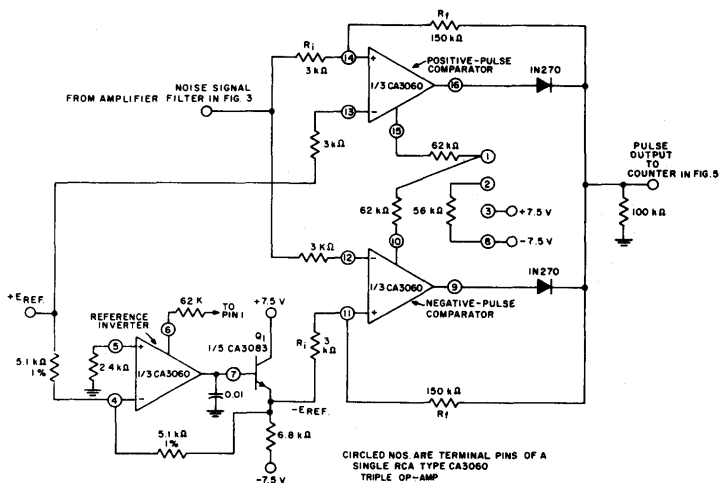 Rf
150 kΩ
Ri
3 kΩ
14
+
POSITIVE-PULSE
COMPARATOR
1/3 CA3060
16
IN270
NOISE SIGNAL
FROM AMPLIFIER FILTER IN FIG. 3
13
−
15
3 kΩ
62 kΩ
1
2
62 kΩ
56 kΩ
3
+7.5 V
6
-7.5 V
10
PULSE
OUTPUT
TO
COUNTER IN FIG. 5
100 kΩ
3 KΩ
12
−
1/3 CA3060
9
IN270
11
+
NEGATIVE-PULSE
COMPARATOR
+EREF.
REFERENCE
INVERTER
62 K
TO
PIN 1
6
+7.5 V
Q1
1/5 CA3083
Ri
3
kΩ
5.1 kΩ
1%
5
+
2.4 kΩ
1/3 CA3060
7
0.01
4
−
-EREF.
150 kΩ
Rf
5.1 kΩ
1%
6.8 kΩ
-7.5 V
CIRCLED NOS. ARE TERMINAL PINS OF A
SINGLE RCA TYPE CA3060
TRIPLE OP-AMP